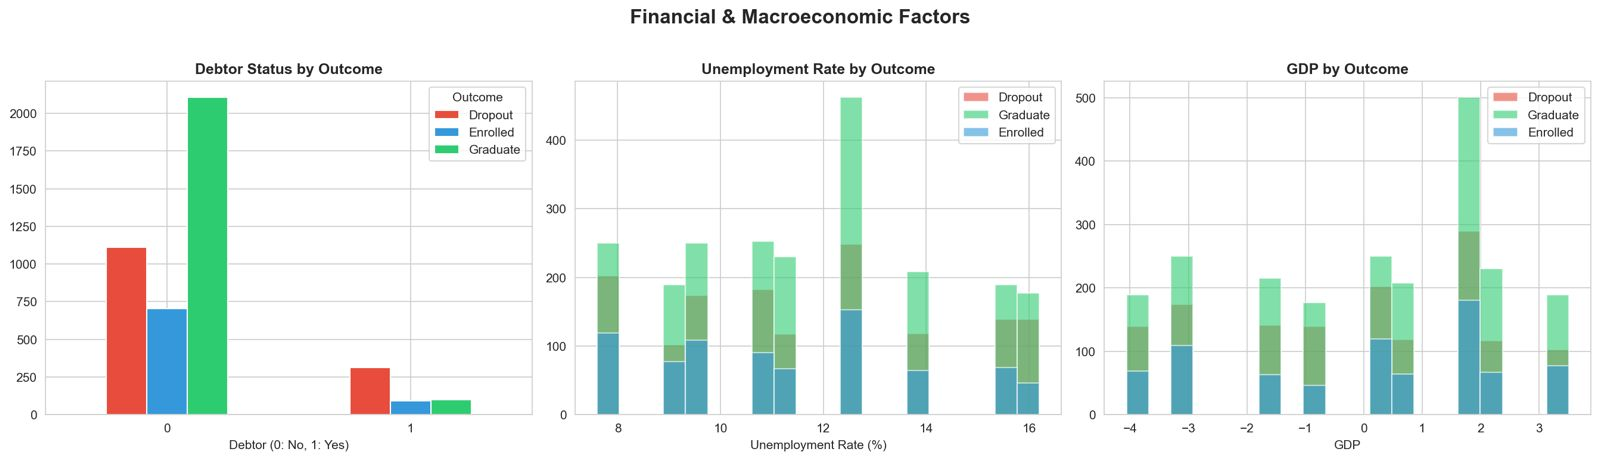 Financial & Macroeconomic Factors
Debtor Status by Outcome
Outcome
Dropout
Enrolled
Graduate
2000
1750
1500
1250
1000
750
500
250
0
0 1
Debtor (0: No, 1: Yes)
Unemployment Rate by Outcome
Dropout
Graduate
Enrolled
400
300
200
100
0
8 10 12 14 16
Unemployment Rate (%)
GDP by Outcome
Dropout
Graduate
Enrolled
500
400
300
200
100
0
−4 −3 −2 −1 0 1 2 3
GDP